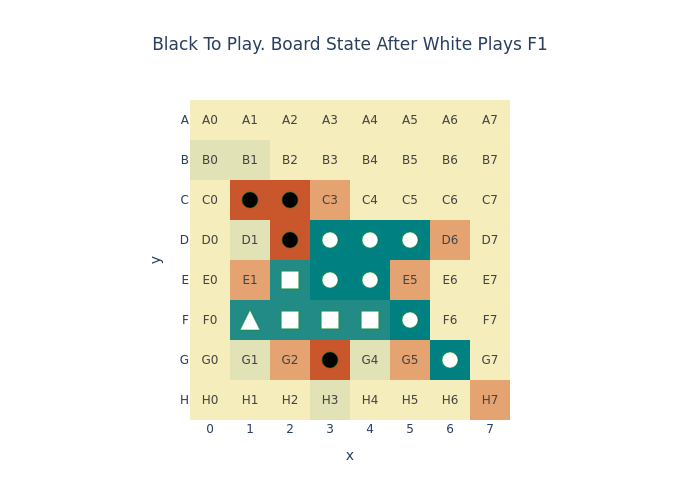 Black To Play. Board State After White Plays F1
A A0 A1 A2 A3 A4 A5 A6 A7
B B0 B1 B2 B3 B4 B5 B6 B7
C C0 C3 C4 C5 C6 C7
D D0 D1 D6 D7
y
E E0 E1 E5 E6 E7
F F0 F6 F7
G G0 G1 G2 G4 G5 G7
H H0 H1 H2 H3 H4 H5 H6 H7
0 1 2 3 4 5 6 7
x